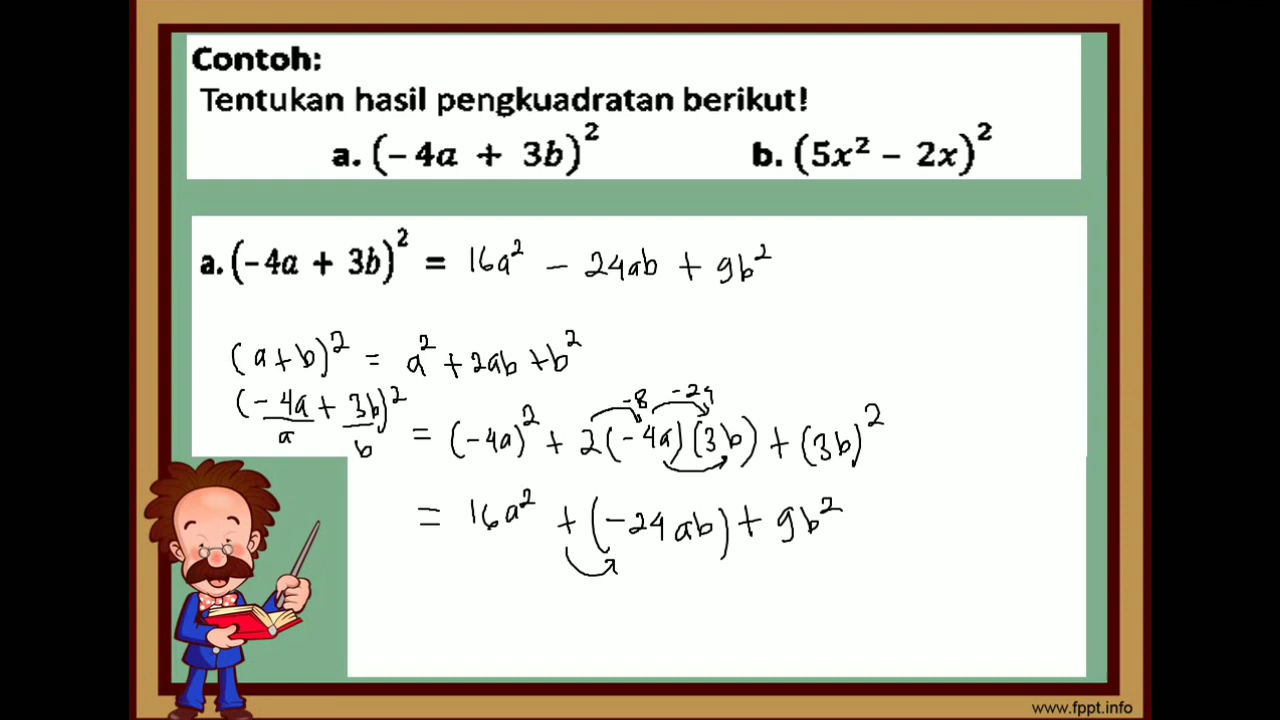 Contoh:
Tentukan hasil pengkuadratan berikut!
a. (– 4a + 3b)² b. (5x² – 2x)²
a. (– 4a + 3b)² = 16a² – 24ab + 9b²
(a+b)² = a² + 2ab + b²
(– 4a + 3b)² = (-4a)² + 2(-4a)(3b) + (3b)²
-8 -24
a b
= 16a² + (-24ab) + 9b²
www.fppt.info